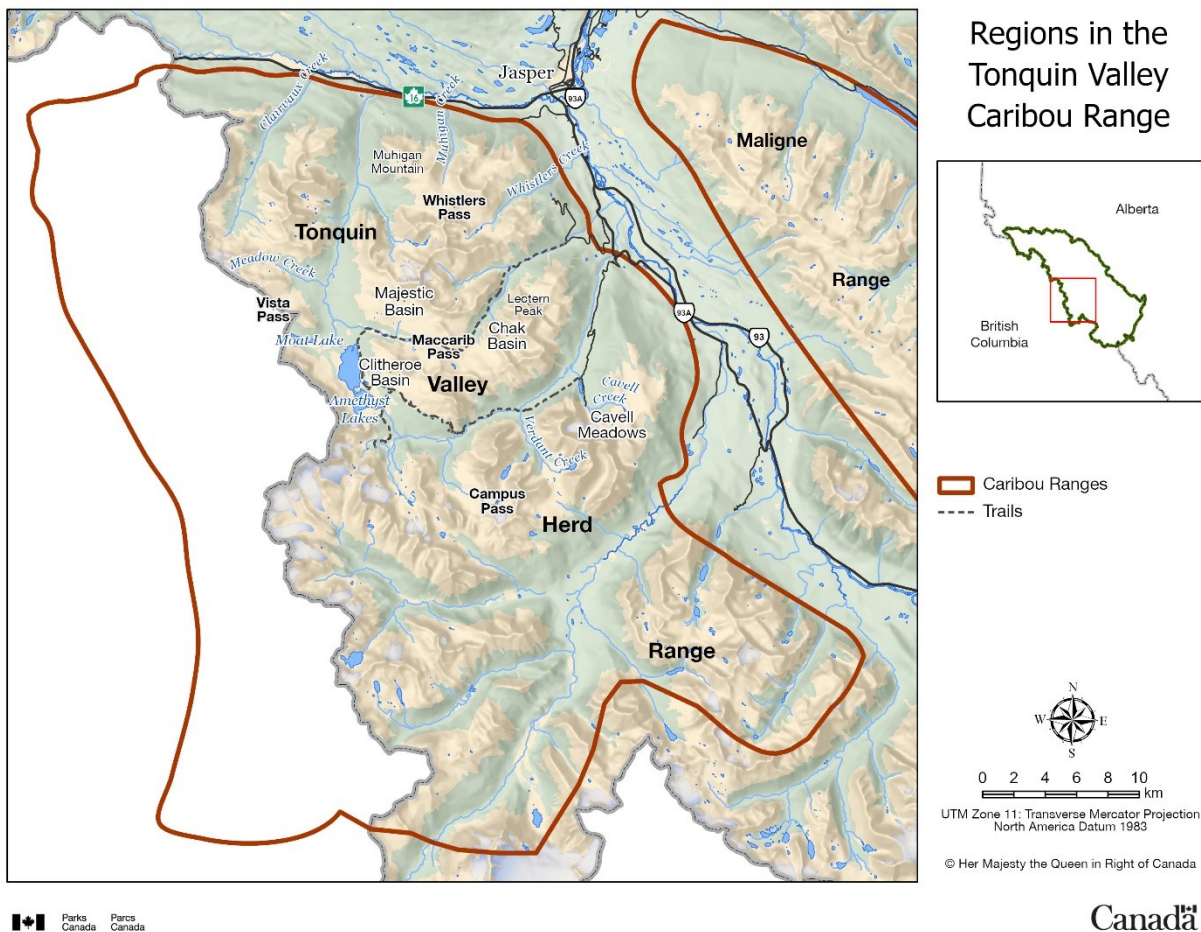 Regions in the
Tonquin Valley
Caribou Range
Jasper
16
93A
Clairvaux Creek
Muhigan Creek
Muhigan
Mountain
Whistlers Creek
Whistlers
Pass
Maligne
Tonquin
Meadow Creek
Majestic
Basin
Lectern
Peak
Chak
Basin
Vista
Pass
Range
93A
93
Moat Lake
Maccarib
Pass
Clitheroe
Basin
Valley
Amethyst
Lakes
Cavell
Creek
Cavell
Meadows
Verdant Creek
Campus
Pass
Herd
Range
Alberta
British
Columbia
Caribou Ranges
Trails
N
W
E
S
0 2 4 6 8 10
km
UTM Zone 11: Transverse Mercator Projection
North America Datum 1983
© Her Majesty the Queen in Right of Canada
Parks Parcs
Canada Canada
Canada